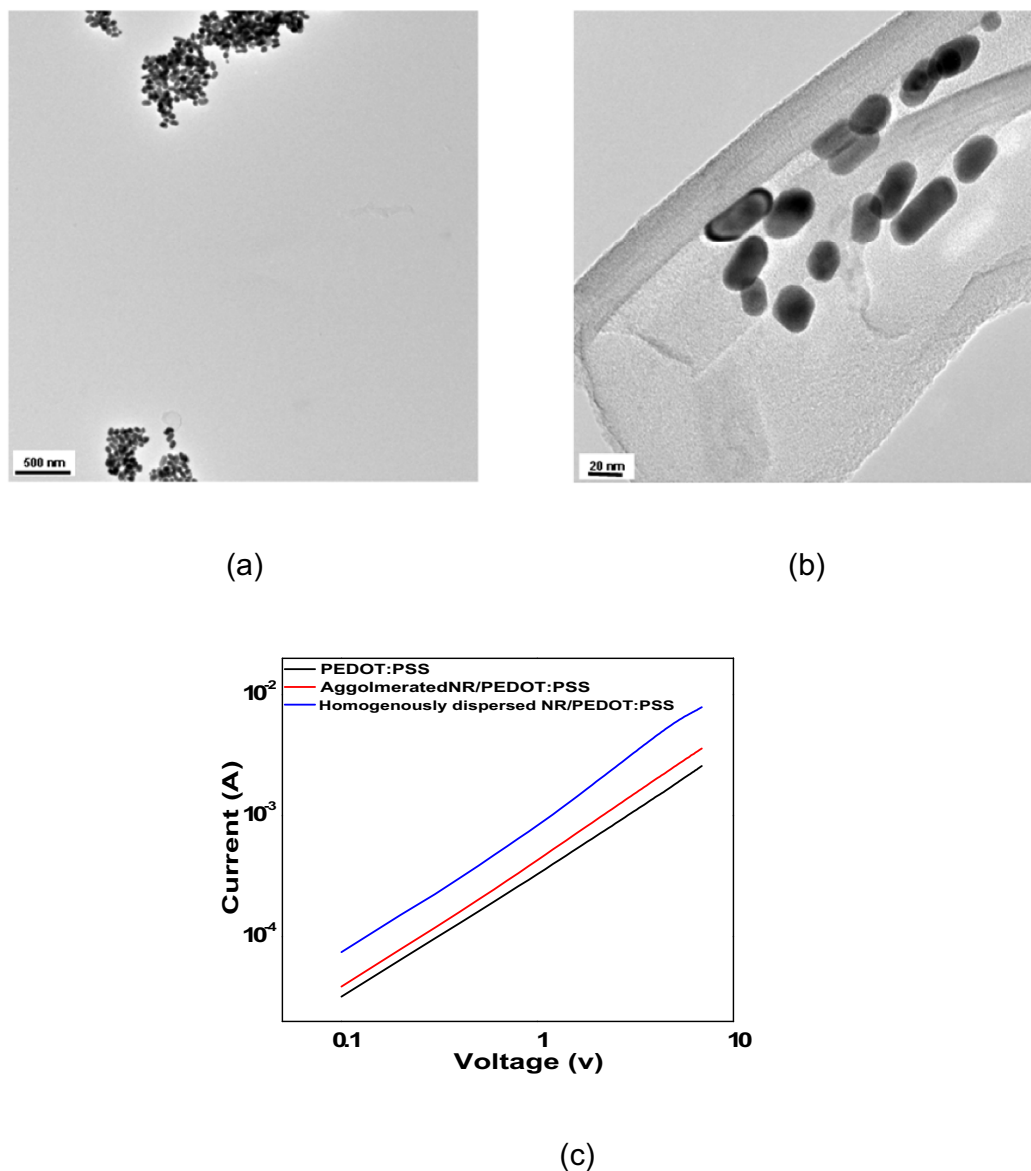 500 nm
20 nm
(a)
(b)
PEDOT:PSS
AggolmeratedNR/PEDOT:PSS
Homogenously dispersed NR/PEDOT:PSS
10-2
10-3
10-4
Current (A)
0.1 1 10
Voltage (v)
(c)